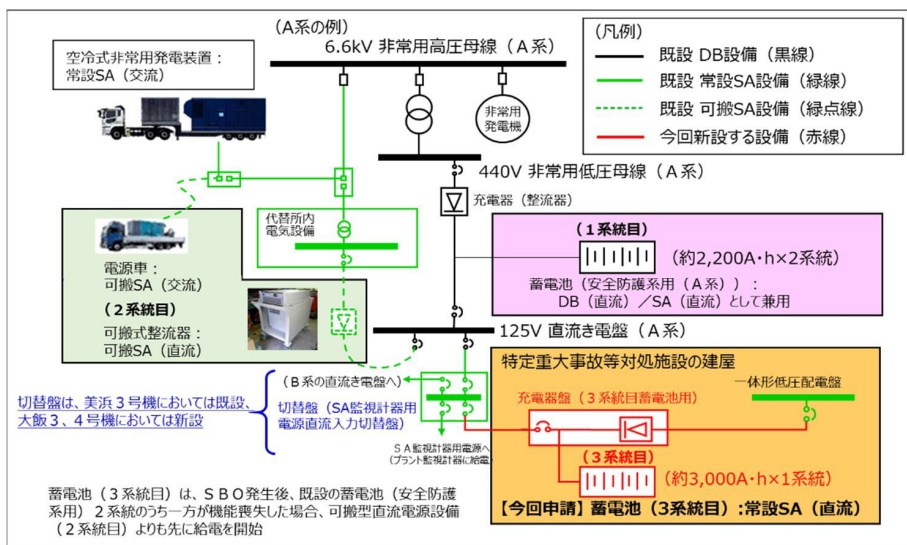 (A系の例)
6.6kV 非常用高圧母線（A系）
空冷式非常用発電装置：
常設SA（交流）
非常用
発電機
（凡例）
既設 DB設備（黒線）
既設 常設SA設備（緑線）
既設 可搬SA設備（緑点線）
今回新設する設備（赤線）
440V 非常用低圧母線（A系）
充電器（整流器）
代替所内
電気設備
電源車：
可搬SA（交流）
（２系統目）
可搬式整流器：
可搬SA（直流）
（1系統目）
（約2,200A･h×2系統）
蓄電池（安全防護系用（A系））：
DB（直流）／SA（直流）として兼用
125V 直流き電盤（A系）
特定重大事故等対処施設の建屋
一体形低圧配電盤
充電器盤（３系統目蓄電池用）
（３系統目）
（約3,000A･h×1系統）
【今回申請】蓄電池（3系統目）:常設SA（直流）
（B系の直流き電盤へ）
切替盤（SA監視計器用
電源直流入力切替盤）
ＳＡ監視計器用電源へ
（プラント監視計器に給電）
切替盤は、美浜３号機においては既設、
大飯３、４号機においては新設
蓄電池（３系統目）は、ＳＢＯ発生後、既設の蓄電池（安全防護
系用）２系統のうち一方が機能喪失した場合、可搬型直流電源設備
（２系統目）よりも先に給電を開始